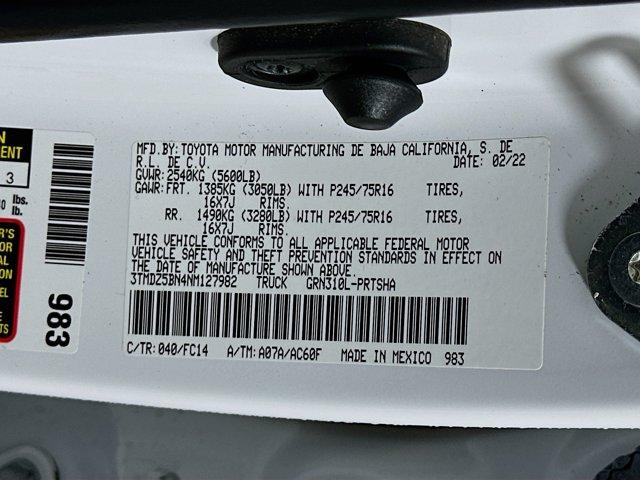 MFD.BY:TOYOTA MOTOR MANUFACTURING DE BAJA CALIFORNIA, S. DE
R.L. DE C.V. DATE: 02/22
GVWR:2540KG (5600LB)
GAWR:FRT. 1385KG (3050LB) WITH P245/75R16 TIRES,
16X7J RIMS.
RR. 1490KG (3280LB) WITH P245/75R16 TIRES,
16X7J RIMS.
THIS VEHICLE CONFORMS TO ALL APPLICABLE FEDERAL MOTOR
VEHICLE SAFETY AND THEFT PREVENTION STANDARDS IN EFFECT ON
THE DATE OF MANUFACTURE SHOWN ABOVE.
3TMDZ5BN4NM127982 TRUCK GRN310L-PRTSHA
C/TR:040/FC14 A/TM:A07A/AC60F MADE IN MEXICO 983
3
lbs.
kg.
983